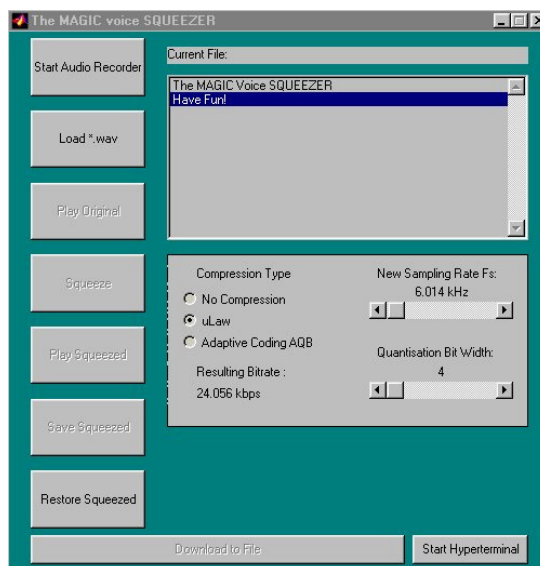 The MAGIC voice SQUEEZER
Start Audio Recorder
Load *.wav
Play Original
Squeeze
Play Squeezed
Save Squeezed
Restore Squeezed
Current File:
The MAGIC Voice SQUEEZER
Have Fun!
Compression Type
No Compression
uLaw
Adaptive Coding AQB
Resulting Bitrate :
24.056 kbps
New Sampling Rate Fs:
6.014 kHz
Quantisation Bit Width:
4
Download to File
Start Hyperterminal